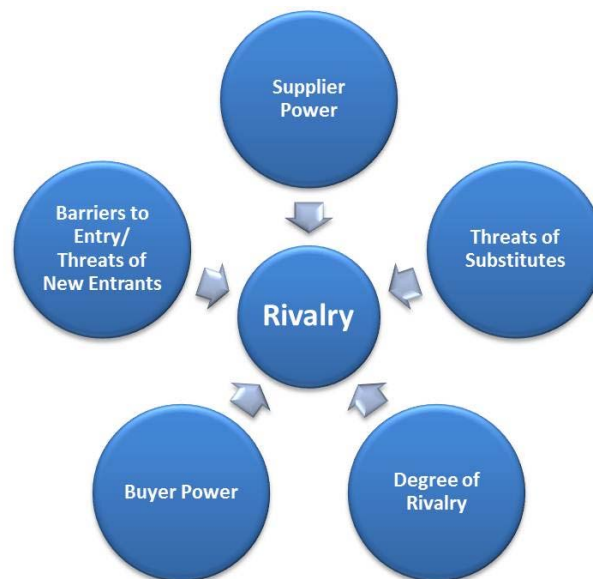 Supplier
Power
Barriers to
Entry/
Threats of
New Entrants
Threats of
Substitutes
Rivalry
Buyer Power
Degree of
Rivalry